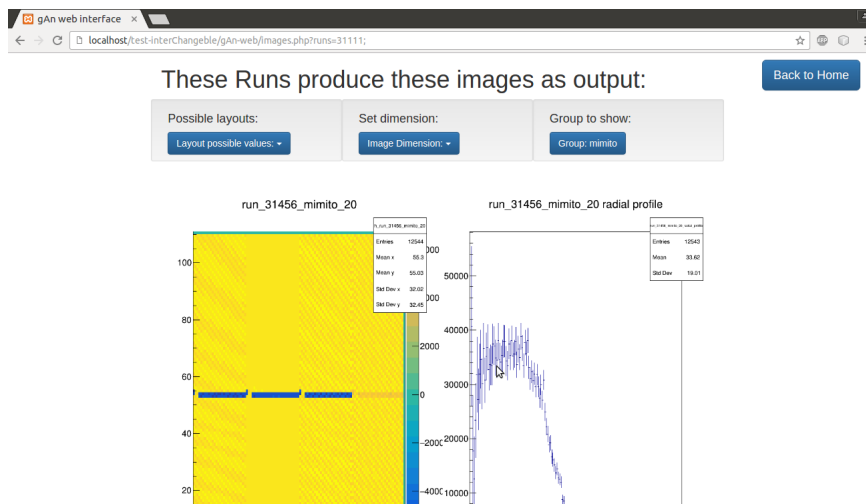 gAn web interface ×
localhost/test-interChangeble/gAn-web/images.php?runs=31111;
These Runs produce these images as output:
Back to Home
Possible layouts:
Set dimension:
Group to show:
Layout possible values:
Image Dimension:
Group: mimito
run_31456_mimito_20
run_31456_mimito_20 radial profile
h_run_31456_mimito_20
Entries 12544
Mean x 55.3
Mean y 55.03
Std Dev x 32.02
Std Dev y 32.45
Entries 12543
Mean 33.62
Std Dev 19.01
100
80
60
40
20
2000
0
−2000
−4000
50000
40000
30000
20000
10000